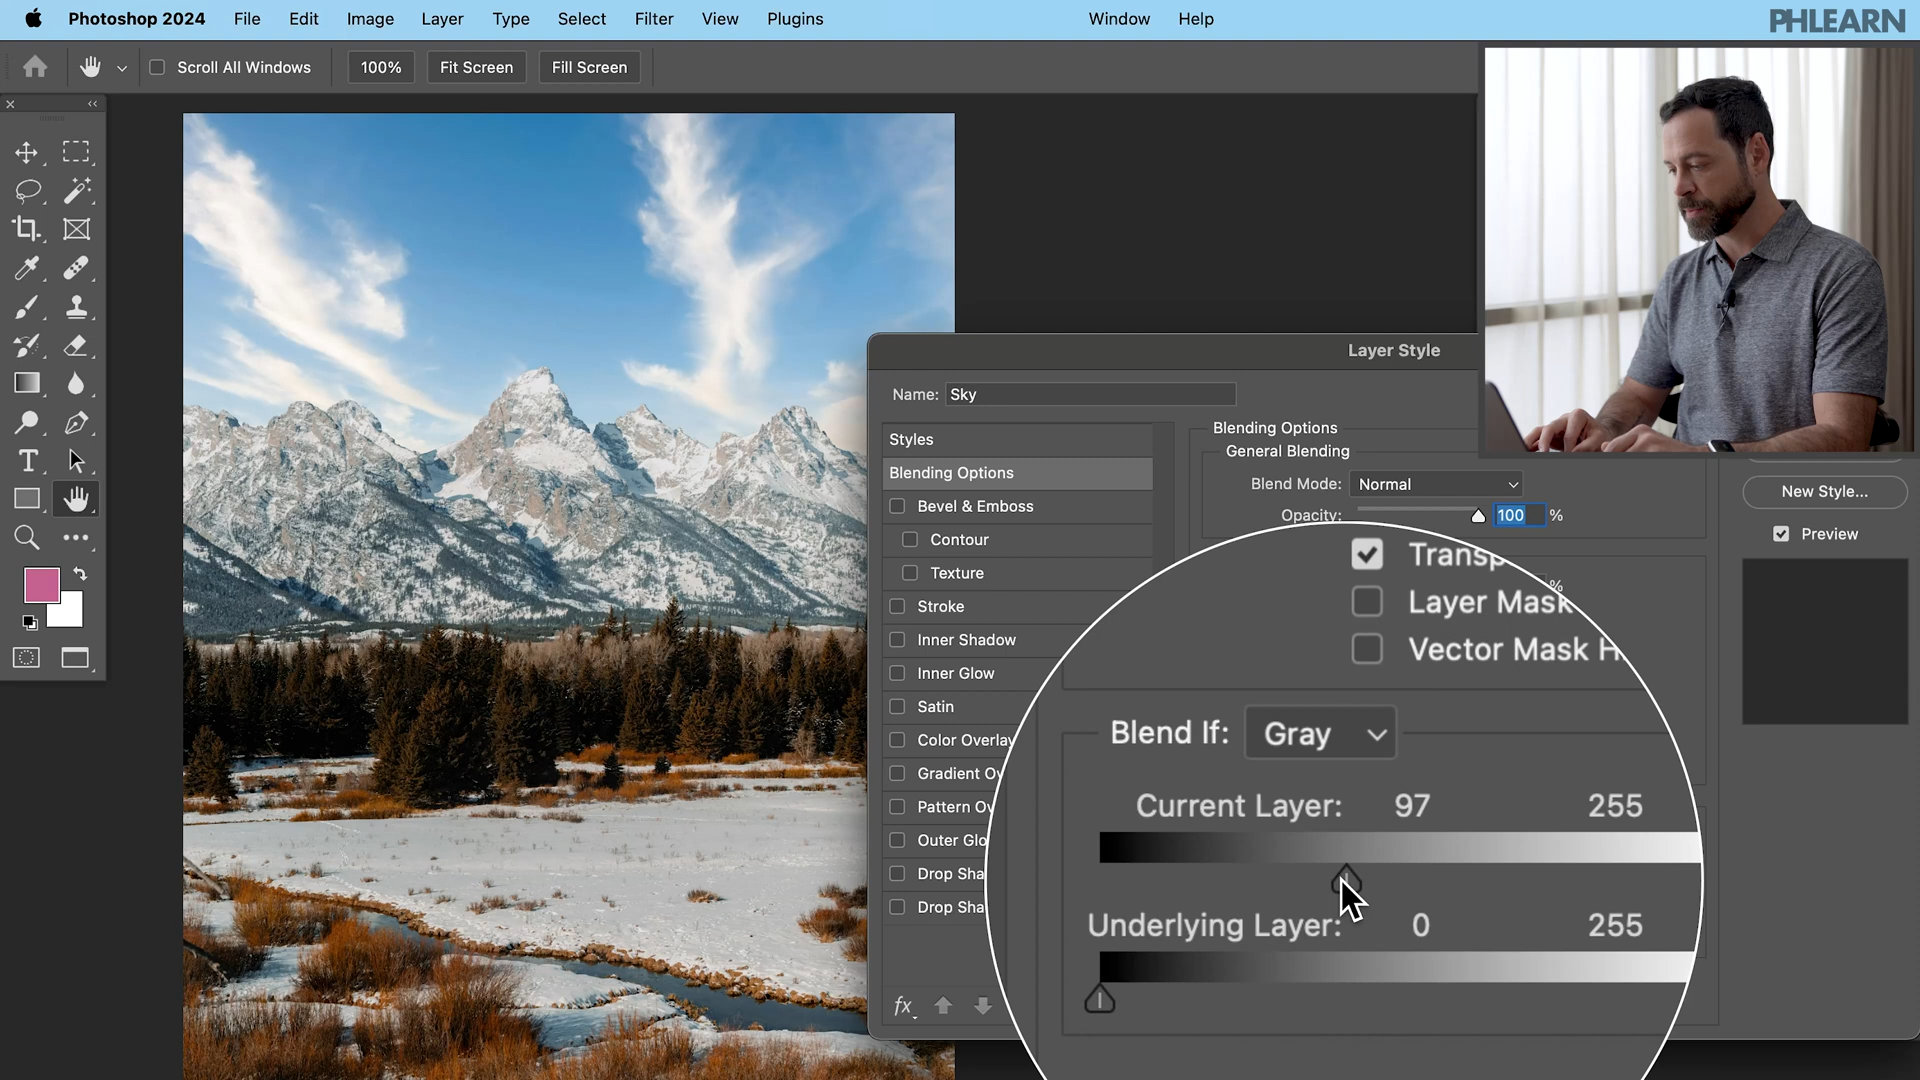 Photoshop 2024 File Edit Image Layer Type Select Filter View Plugins Window Help
PHLEARN
Scroll All Windows 100% Fit Screen Fill Screen
Layer Style
Name: Sky
Styles
Blending Options
Bevel & Emboss
Contour
Texture
Stroke
Inner Shadow
Inner Glow
Satin
Color Overlay
Gradient Ov
Pattern Ov
Outer Glo
Drop Sha
Drop Sha
fx
Blending Options
General Blending
Blend Mode: Normal
Opacity: 100 %
%
Transp
Layer Mask
Vector Mask H
Blend If: Gray
Current Layer: 97 255
Underlying Layer: 0 255
New Style...
Preview